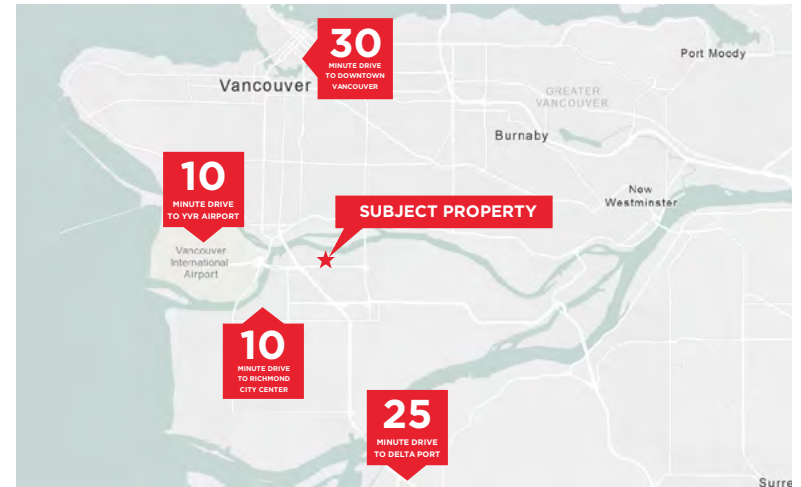 30
MINUTE DRIVE
TO DOWNTOWN
VANCOUVER
Port Moody
Vancouver
GREATER
VANCOUVER
Burnaby
10
MINUTE DRIVE
TO YVR AIRPORT
New
Westminster
SUBJECT PROPERTY
Vancouver
International
Airport
10
MINUTE DRIVE
TO RICHMOND
CITY CENTER
25
MINUTE DRIVE
TO DELTA PORT
Surre